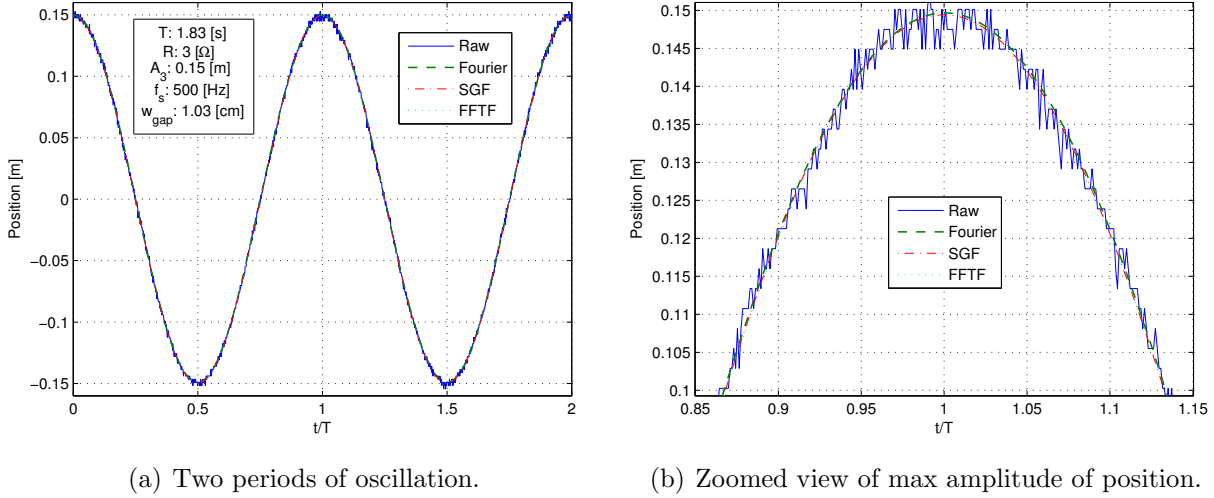 0.15
0.1
0.05
0
−0.05
−0.1
−0.15
Position [m]
0
0.5
1
1.5
2
t/T
T: 1.83 [s]
R: 3 [Ω]
A3: 0.15 [m]
fs: 500 [Hz]
wgap: 1.03 [cm]
Raw
Fourier
SGF
FFTF
(a) Two periods of oscillation.
0.15
0.145
0.14
0.135
0.13
0.125
0.12
0.115
0.11
0.105
0.1
Position [m]
0.85
0.9
0.95
1
1.05
1.1
1.15
t/T
Raw
Fourier
SGF
FFTF
(b) Zoomed view of max amplitude of position.